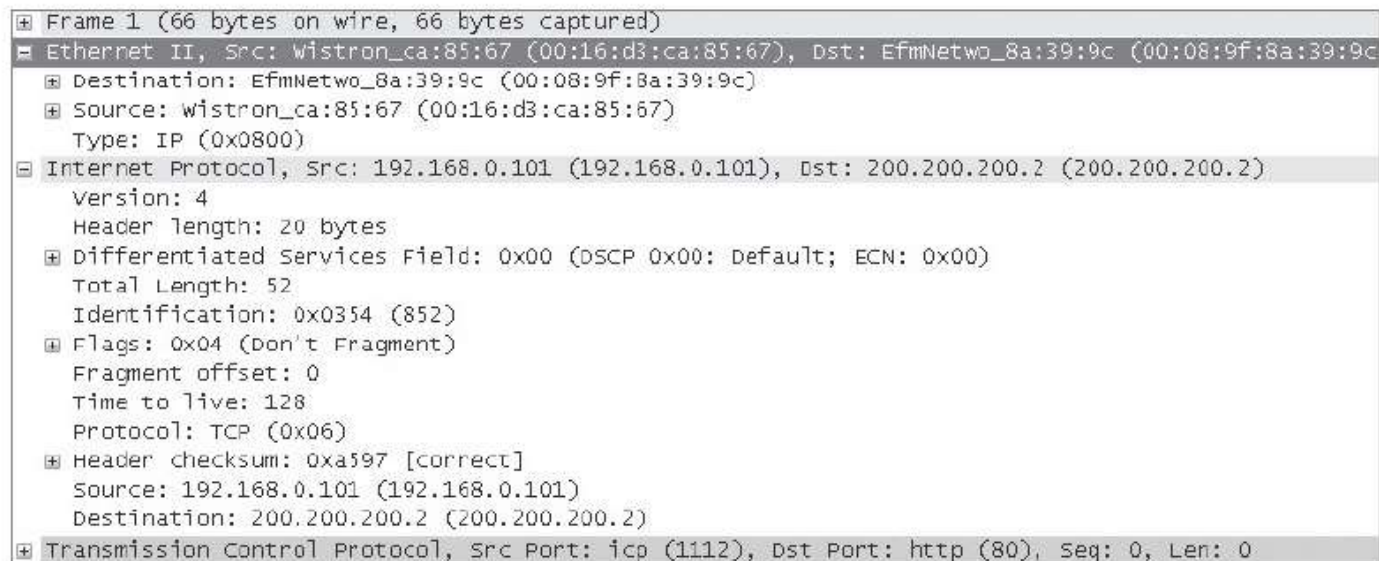 Frame 1 (66 bytes on wire, 66 bytes captured)
Ethernet II, Src: Wistron_ca:85:67 (00:16:d3:ca:85:67), Dst: EfmNetwo_8a:39:9c (00:08:9f:8a:39:9c
Destination: EfmNetwo_8a:39:9c (00:08:9f:8a:39:9c)
Source: Wistron_ca:85:67 (00:16:d3:ca:85:67)
Type: IP (0x0800)
Internet Protocol, Src: 192.168.0.101 (192.168.0.101), Dst: 200.200.200.2 (200.200.200.2)
Version: 4
Header length: 20 bytes
Differentiated Services Field: 0x00 (DSCP 0x00: Default; ECN: 0x00)
Total Length: 52
Identification: 0x0354 (852)
Flags: 0x04 (Don't Fragment)
Fragment offset: 0
Time to live: 128
Protocol: TCP (0x06)
Header checksum: 0xa597 [correct]
Source: 192.168.0.101 (192.168.0.101)
Destination: 200.200.200.2 (200.200.200.2)
Transmission Control Protocol, Src Port: icp (1112), Dst Port: http (80), Seq: 0, Len: 0